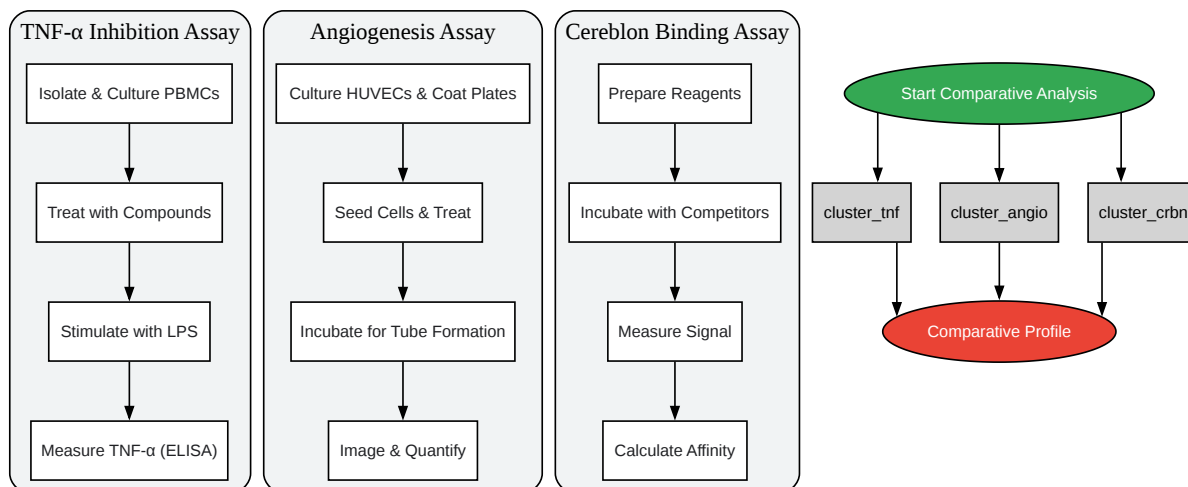 TNF-α Inhibition Assay
Isolate & Culture PBMCs
Treat with Compounds
Stimulate with LPS
Measure TNF-α (ELISA)
Angiogenesis Assay
Culture HUVECs & Coat Plates
Seed Cells & Treat
Incubate for Tube Formation
Image & Quantify
Cereblon Binding Assay
Prepare Reagents
Incubate with Competitors
Measure Signal
Calculate Affinity
Start Comparative Analysis
cluster_tnf
cluster_angio
cluster_crbn
Comparative Profile